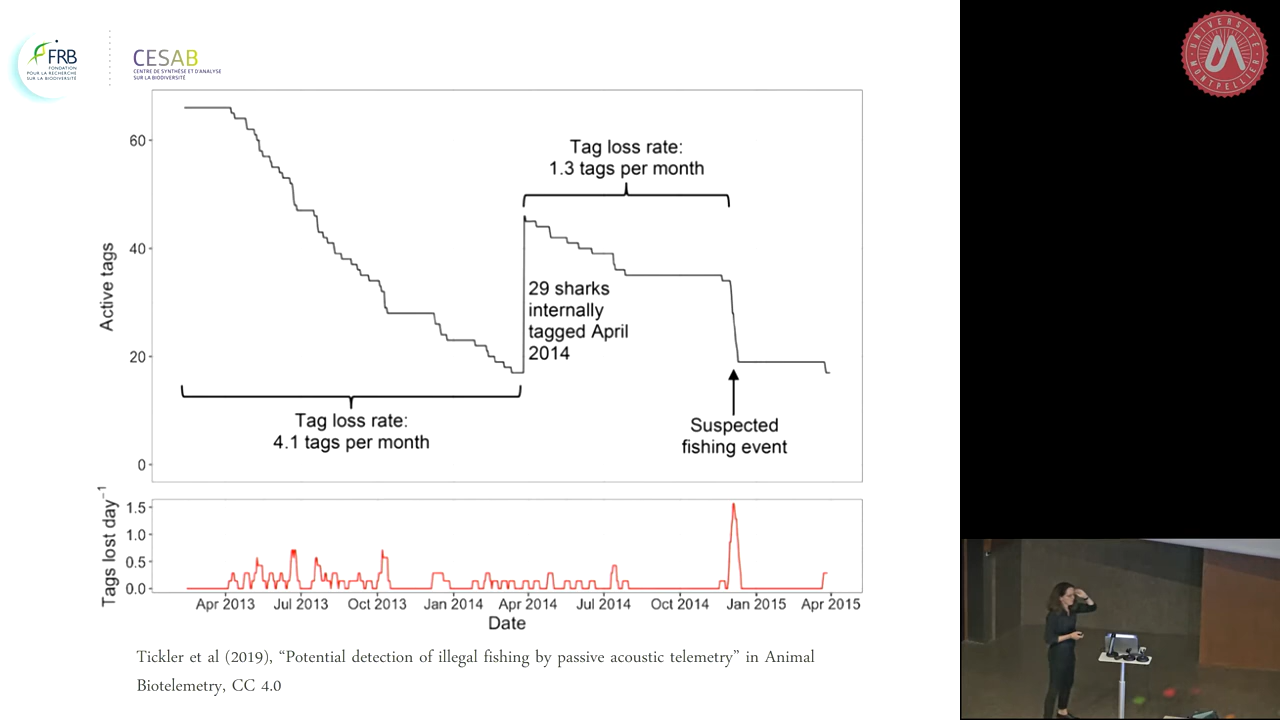 FRB
FONDATION
POUR LA RECHERCHE
SUR LA BIODIVERSITÉ
CESAB
CENTRE DE SYNTHÈSE ET D'ANALYSE
SUR LA BIODIVERSITÉ
UNIVERSITÉ
MONTPELLIER
Active tags
60
40
20
0
Tag loss rate:
1.3 tags per month
29 sharks
internally
tagged April
2014
Tag loss rate:
4.1 tags per month
Suspected
fishing event
Tags lost day⁻¹
1.5
1.0
0.5
0.0
Apr 2013 Jul 2013 Oct 2013 Jan 2014 Apr 2014 Jul 2014 Oct 2014 Jan 2015 Apr 2015
Date
Tickler et al (2019), “Potential detection of illegal fishing by passive acoustic telemetry” in Animal
Biotelemetry, CC 4.0